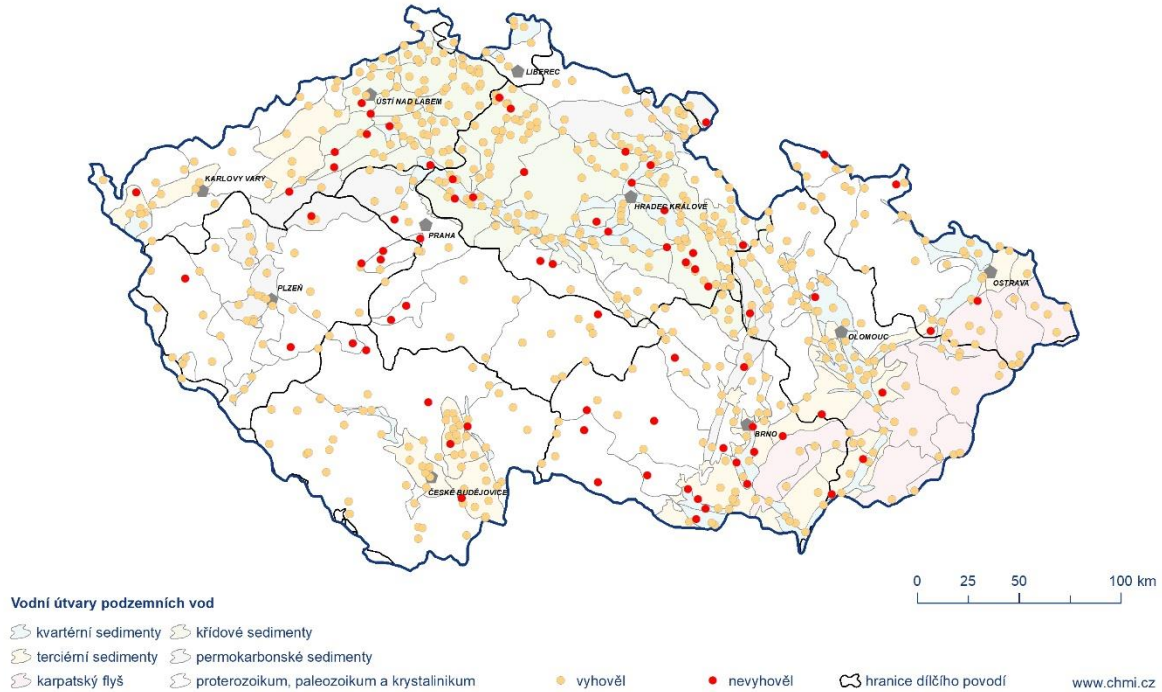 LIBEREC
ÚSTÍ NAD LABEM
KARLOVY VARY
HRADEC KRÁLOVÉ
PRAHA
OSTRAVA
PLZEŇ
OLOMOUC
BRNO
ČESKÉ BUDĚJOVICE
0 25 50 100 km
Vodní útvary podzemních vod
kvartérní sedimenty křídové sedimenty
terciérní sedimenty permokarbonské sedimenty
karpatský flyš proterozoikum, paleozoikum a krystalinikum vyhověl nevyhověl hranice dílčího povodí www.chmi.cz